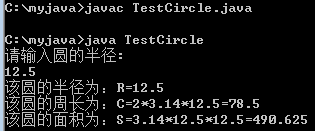 C:\myjava>javac TestCircle.java
C:\myjava>java TestCircle
请输入圆的半径：
12.5
该圆的半径为：R=12.5
该圆的周长为：C=2*3.14*12.5=78.5
该圆的面积为：S=3.14*12.5*12.5=490.625